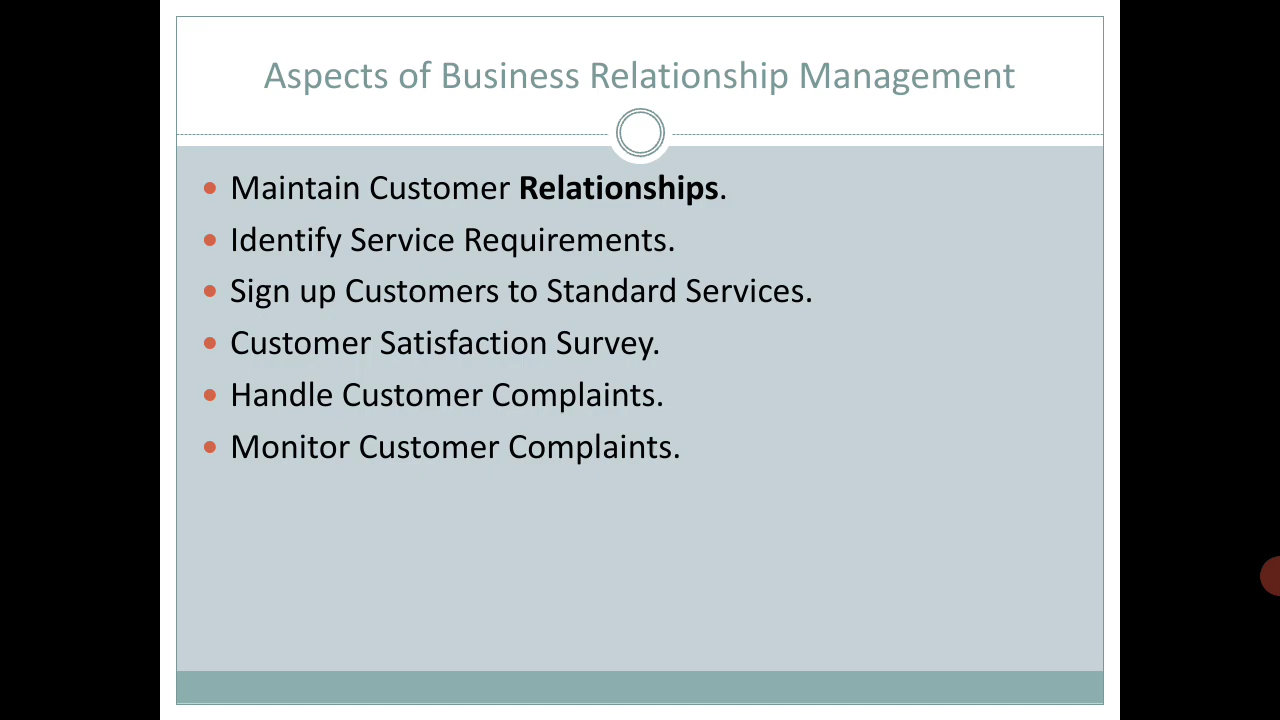 Aspects of Business Relationship Management
Maintain Customer Relationships.
Identify Service Requirements.
Sign up Customers to Standard Services.
Customer Satisfaction Survey.
Handle Customer Complaints.
Monitor Customer Complaints.